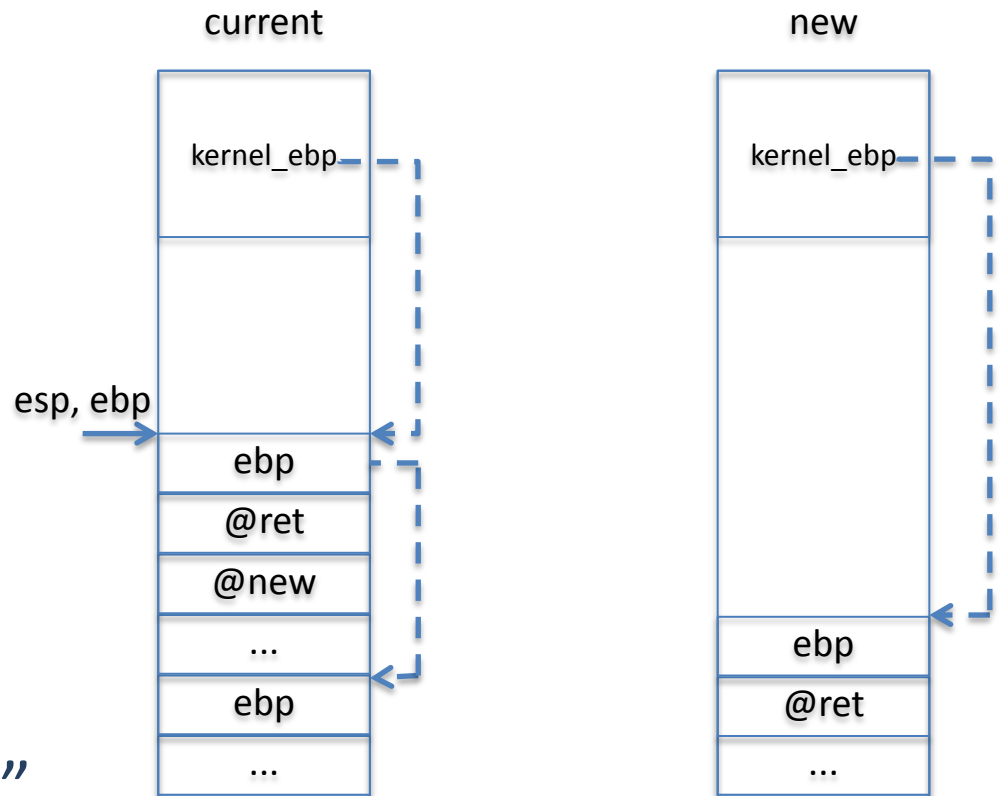 current
new
kernel_ebp
kernel_ebp
esp, ebp
ebp
@ret
@new
...
ebp
...
ebp
@ret
...
”